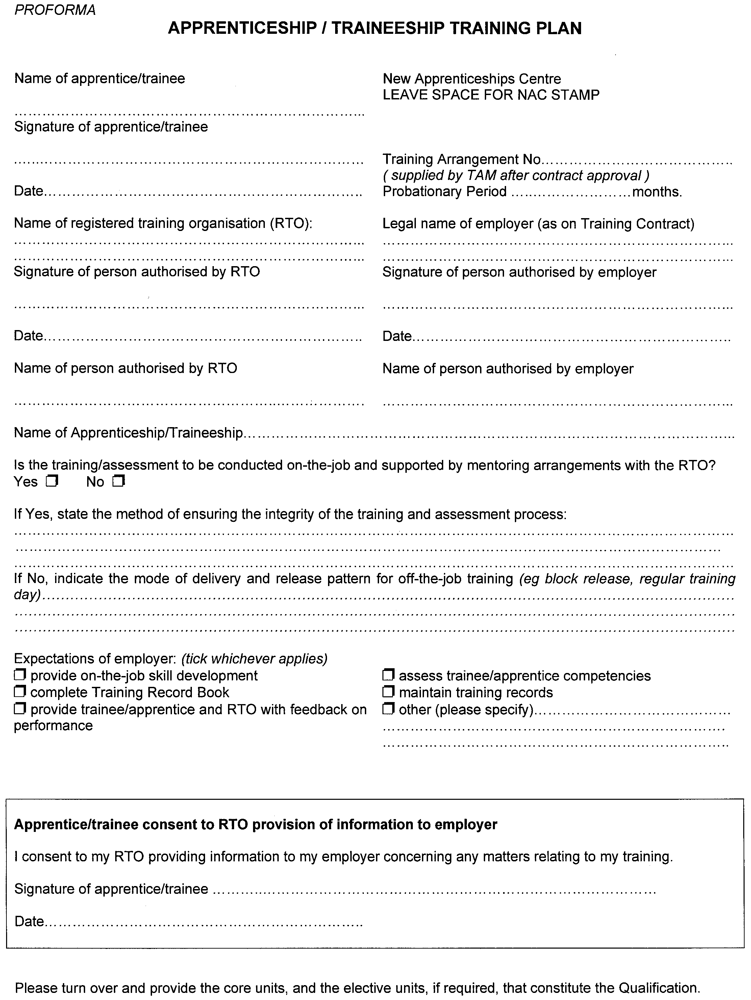 PROFORMA
APPRENTICESHIP / TRAINEESHIP TRAINING PLAN
Name of apprentice/trainee
New Apprenticeships Centre
LEAVE SPACE FOR NAC STAMP
Signature of apprentice/trainee
Training Arrangement No
( supplied by TAM after contract approval )
Date
Probationary Period ..........................months.
Name of registered training organisation (RTO):
Legal name of employer (as on Training Contract)
Signature of person authorised by RTO
Signature of person authorised by employer
Date
Date
Name of person authorised by RTO
Name of person authorised by employer
Name of Apprenticeship/Traineeship
Is the training/assessment to be conducted on-the-job and supported by mentoring arrangements with the RTO?
Yes ❒ No ❒
If Yes, state the method of ensuring the integrity of the training and assessment process:
If No, indicate the mode of delivery and release pattern for off-the-job training (eg block release, regular training
day)
Expectations of employer: (tick whichever applies)
❒ provide on-the-job skill development
❒ complete Training Record Book
❒ provide trainee/apprentice and RTO with feedback on
performance
❒ assess trainee/apprentice competencies
❒ maintain training records
❒ other (please specify)
Apprentice/trainee consent to RTO provision of information to employer
I consent to my RTO providing information to my employer concerning any matters relating to my training.
Signature of apprentice/trainee
Date
Please turn over and provide the core units, and the elective units, if required, that constitute the Qualification.